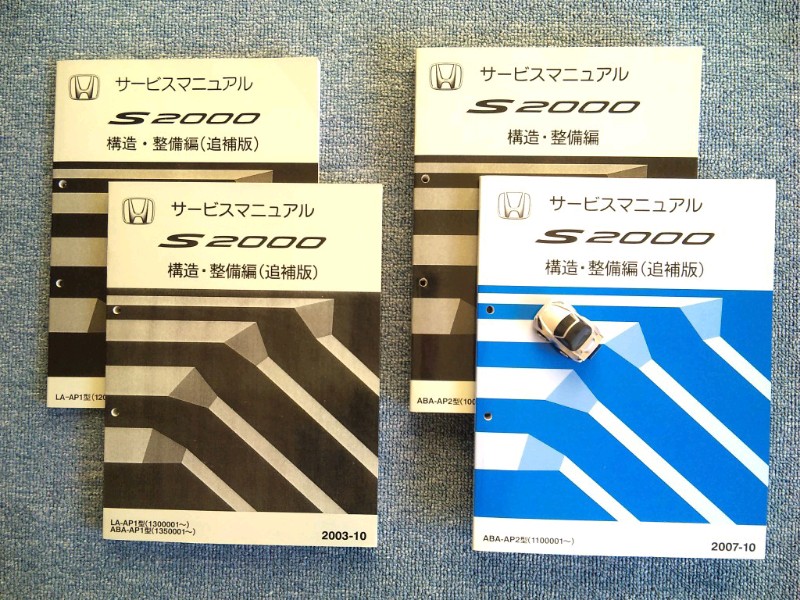 サービスマニュアル
S2000
構造・整備編(追補版)
LA-AP1型(120
サービスマニュアル
S2000
構造・整備編
ABA-AP2型(100
サービスマニュアル
S2000
構造・整備編(追補版)
LA-AP1型(1300001～)
ABA-AP1型(1350001～)
2003-10
サービスマニュアル
S2000
構造・整備編(追補版)
ABA-AP2型(1100001～)
2007-10